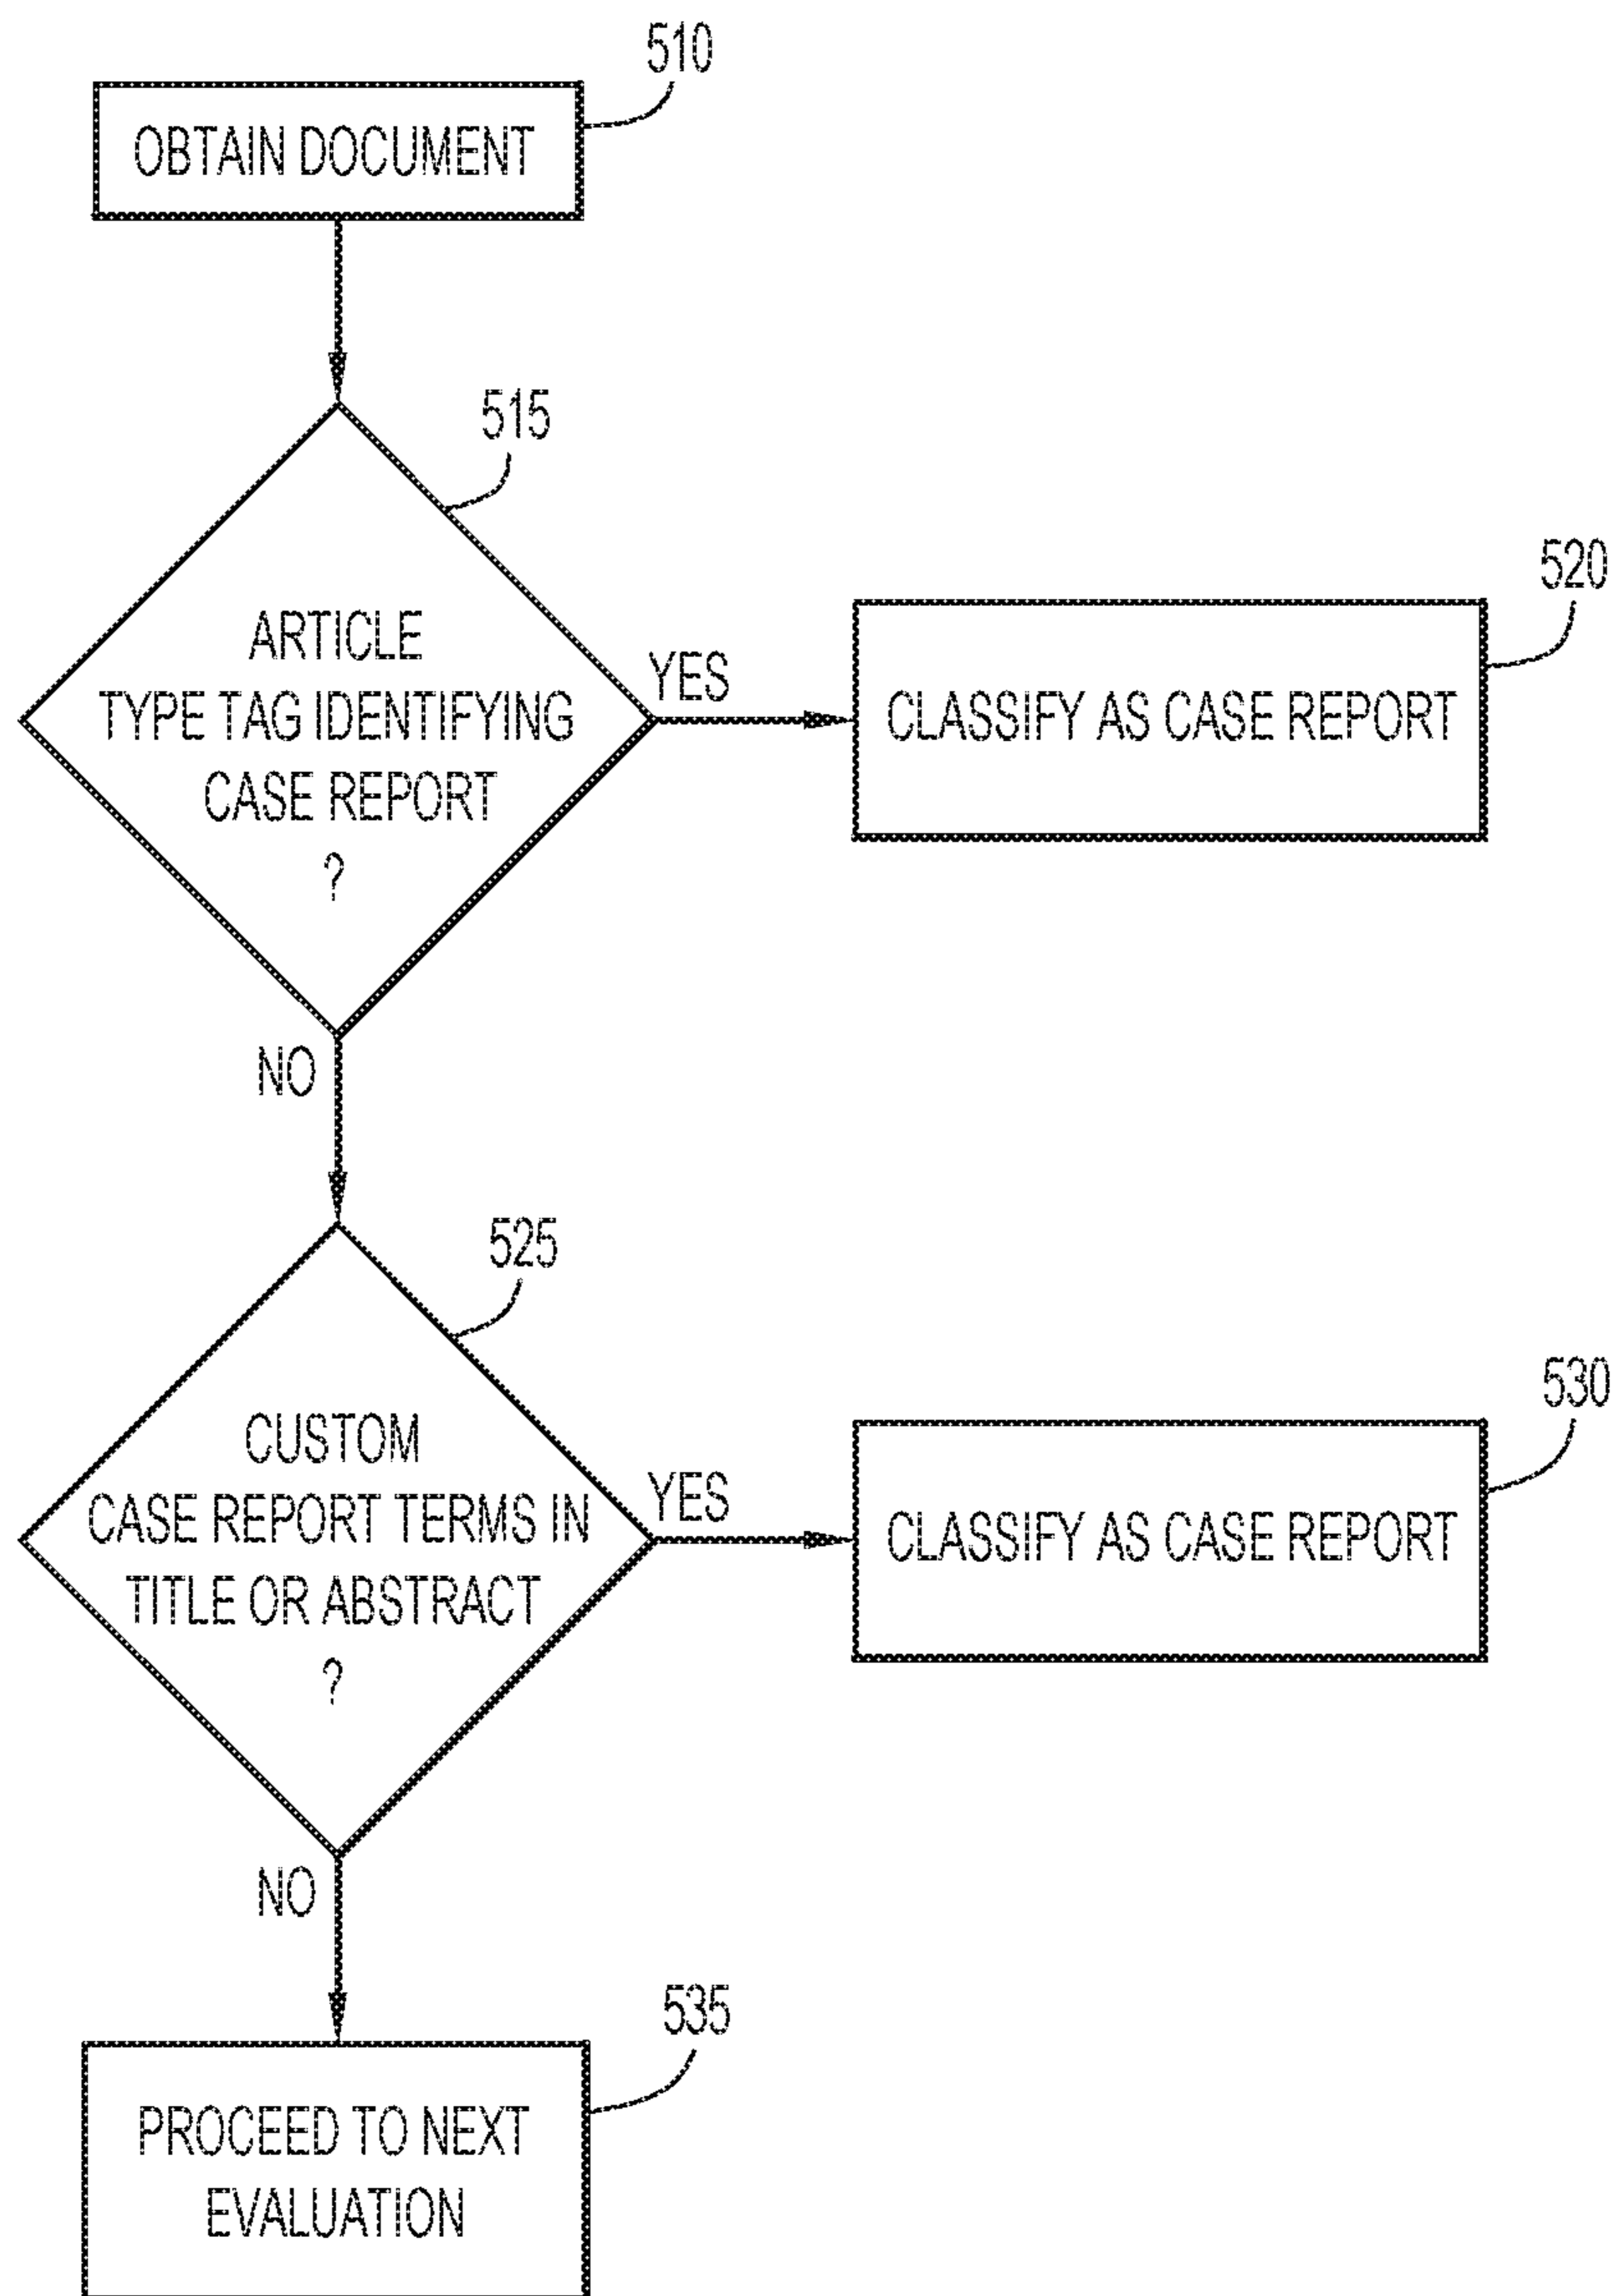 510
OBTAIN DOCUMENT
515
ARTICLE
TYPE TAG IDENTIFYING
CASE REPORT
?
YES
520
CLASSIFY AS CASE REPORT
NO
525
CUSTOM
CASE REPORT TERMS IN
TITLE OR ABSTRACT
?
YES
530
CLASSIFY AS CASE REPORT
NO
535
PROCEED TO NEXT
EVALUATION